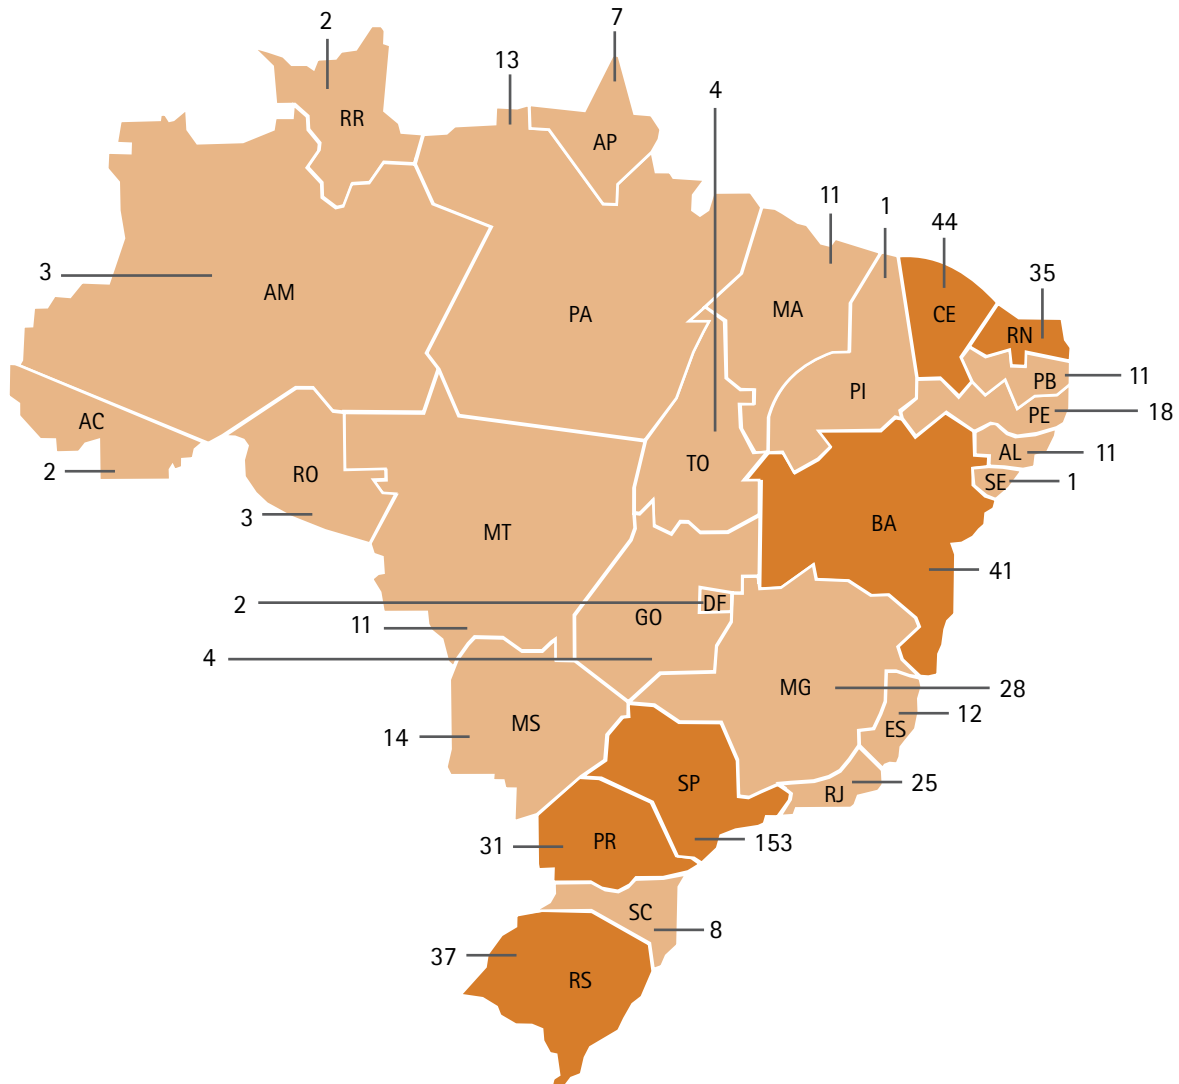 7
2
13
4
RR
AP
11
1
44
35
3
AM
PA
MA
CE
RN
PB
11
PI
18
PE
AC
AL
11
TO
2
RO
SE
1
3
BA
MT
41
2
DF
GO
11
4
MG
28
12
MS
ES
14
SP
RJ
25
31
PR
153
SC
8
37
RS